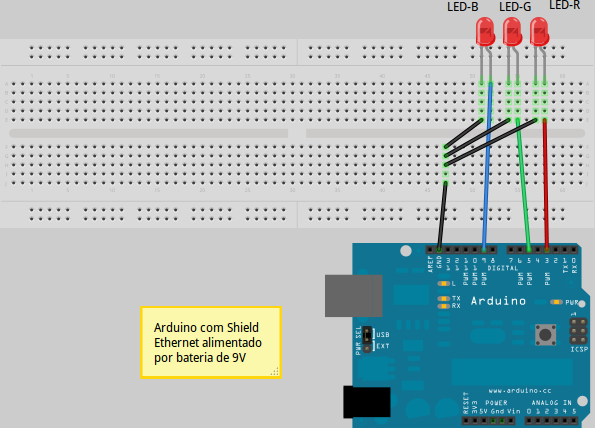 LED-B LED-G LED-R
AREF
GND
13
12
PWM 11
PWM 10
PWM 9
8
7
PWM 6
PWM 5
4
PWM 3
2
TX 1
RX 0
DIGITAL
L
TX
RX
Arduino
PWR
USB
EXT
PWR SEL
ICSP
1
www.arduino.cc
RESET
3V3
5V Gnd Vin
POWER
ANALOG IN
0 1 2 3 4 5
Arduino com Shield
Ethernet alimentado
por bateria de 9V